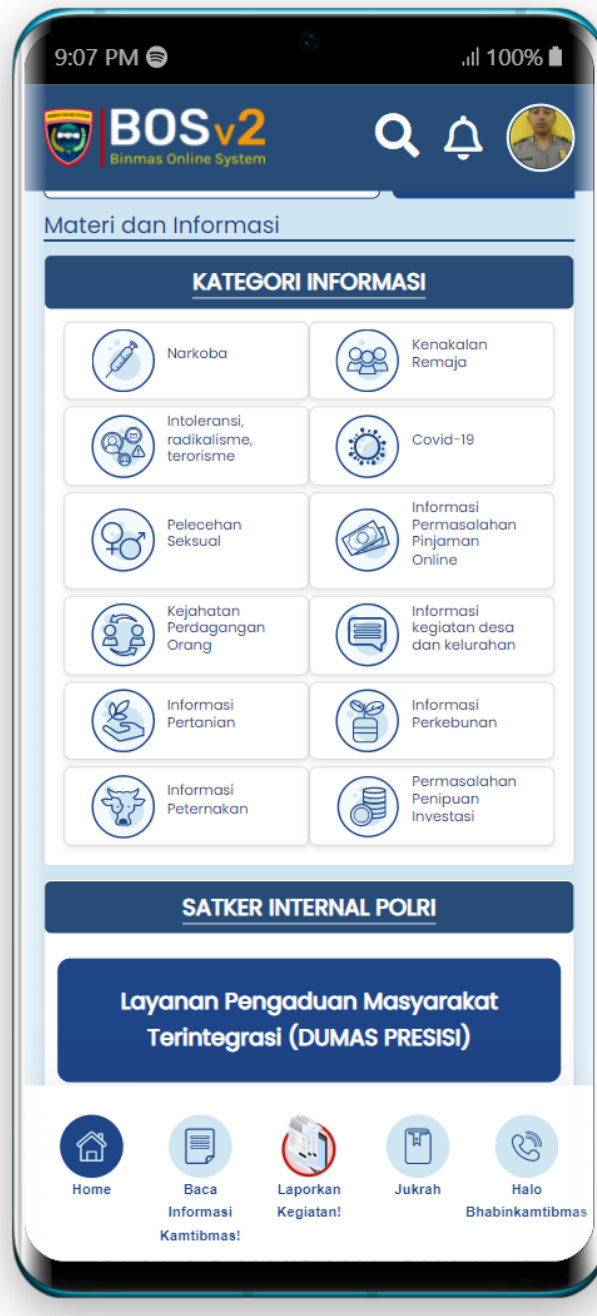 9:07 PM
100%
BOSv2
Binmas Online System
Materi dan Informasi
KATEGORI INFORMASI
Narkoba
Kenakalan
Remaja
Intoleransi,
radikalisme,
terorisme
Covid-19
Pelecehan
Seksual
Informasi
Permasalahan
Pinjaman
Online
Kejahatan
Perdagangan
Orang
Informasi
kegiatan desa
dan kelurahan
Informasi
Pertanian
Informasi
Perkebunan
Informasi
Peternakan
Permasalahan
Penipuan
Investasi
SATKER INTERNAL POLRI
Layanan Pengaduan Masyarakat
Terintegrasi (DUMAS PRESISI)
Home
Baca
Informasi
Kamtibmas!
Laporkan
Kegiatan!
Jukrah
Halo
Bhabinkamtibmas